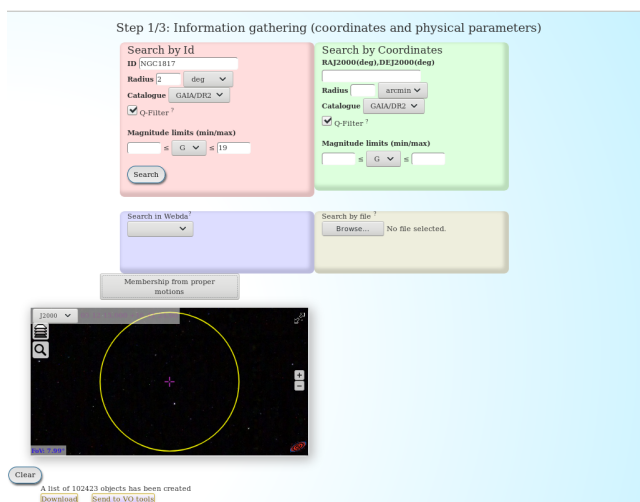 Step 1/3: Information gathering (coordinates and physical parameters)
Search by Id
ID NGC1817
Radius 2 deg
Catalogue GAIA/DR2
Q-Filter ?
Magnitude limits (min/max)
≤ G ≤ 19
Search
Search by Coordinates
RAJ2000(deg),DEJ2000(deg)
Radius arcmin
Catalogue GAIA/DR2
Q-Filter ?
Magnitude limits (min/max)
≤ G ≤
Search in Webda?
Search by file ?
Browse... No file selected.
Membership from proper
motions
J2000
FoV: 7.99°
Clear
A list of 102423 objects has been created
Download Send to VO tools